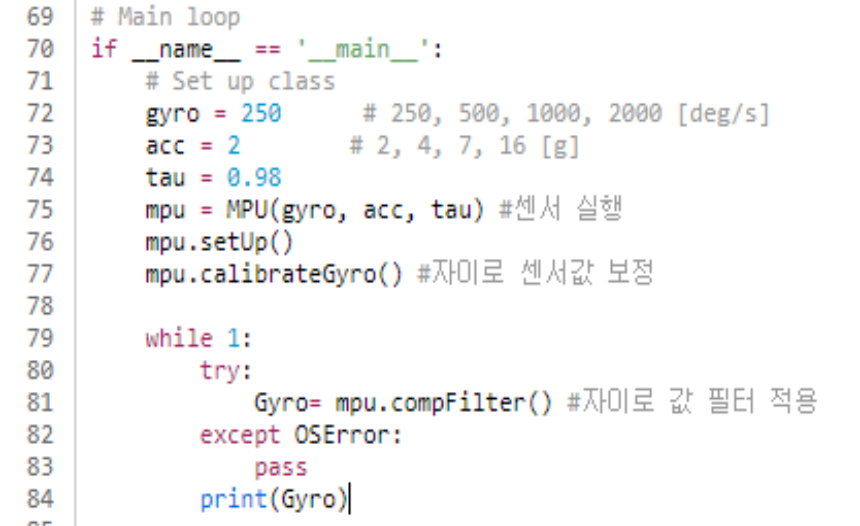 69 # Main loop
70 if __name__ == '__main__':
71     # Set up class
72     gyro = 250      # 250, 500, 1000, 2000 [deg/s]
73     acc = 2         # 2, 4, 7, 16 [g]
74     tau = 0.98
75     mpu = MPU(gyro, acc, tau) #센서 실행
76     mpu.setUp()
77     mpu.calibrateGyro() #자이로 센서값 보정
78
79     while 1:
80         try:
81             Gyro= mpu.compFilter() #자이로 값 필터 적용
82         except OSError:
83             pass
84         print(Gyro)